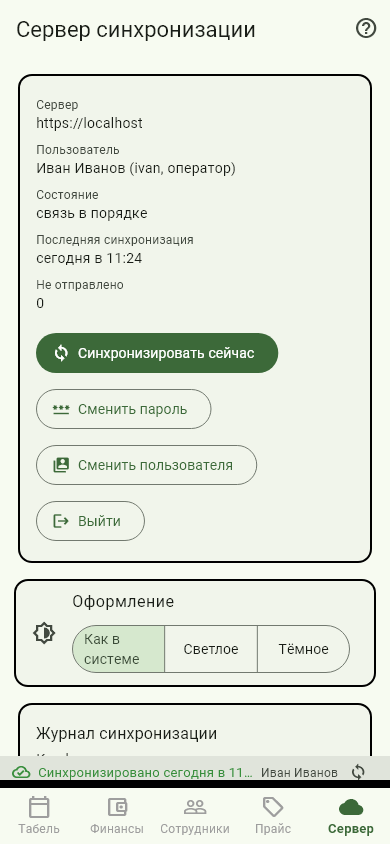 Сервер синхронизации
Сервер
https://localhost
Пользователь
Иван Иванов (ivan, оператор)
Состояние
связь в порядке
Последняя синхронизация
сегодня в 11:24
Не отправлено
0
Синхронизировать сейчас
Сменить пароль
Сменить пользователя
Выйти
Оформление
Как в
системе
Светлое
Тёмное
Журнал синхронизации
Синхронизировано сегодня в 11… Иван Иванов
Табель
Финансы
Сотрудники
Прайс
Сервер